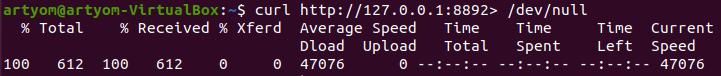 artyom@artyom-VirtualBox:~$ curl http://127.0.0.1:8892> /dev/null
  % Total    % Received % Xferd  Average Speed   Time    Time     Time  Current
                                 Dload  Upload   Total   Spent    Left  Speed
100   612  100   612    0     0  47076      0 --:--:-- --:--:-- --:--:-- 47076